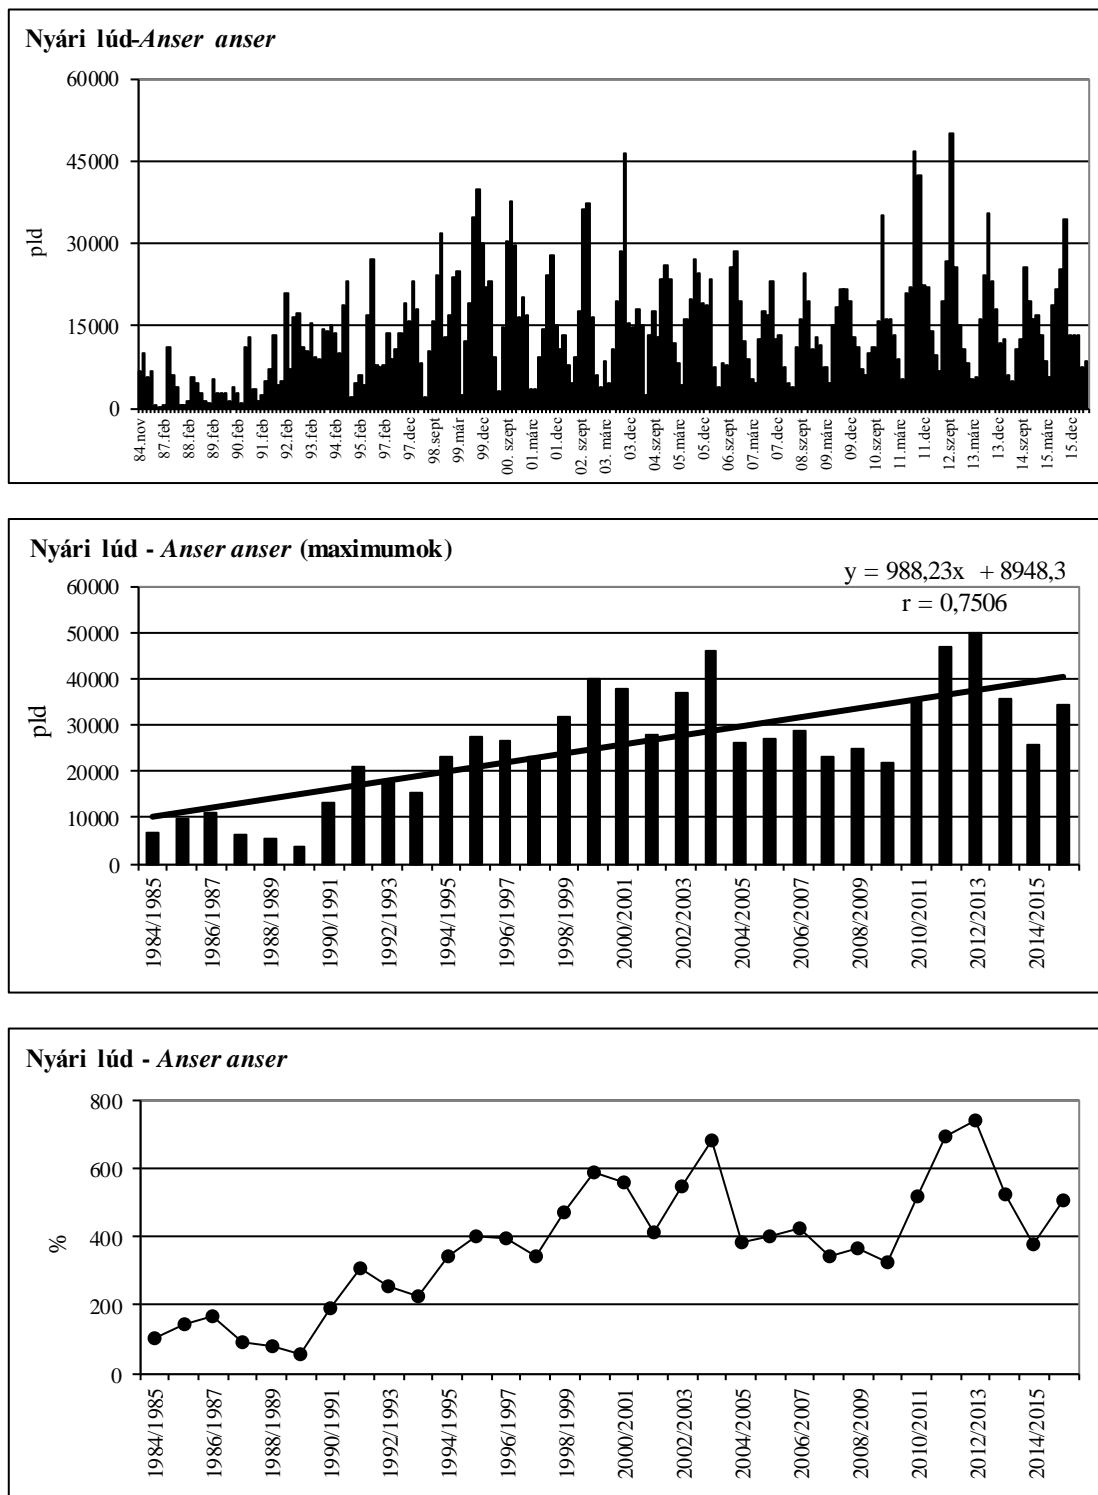 Nyári lúd-Anser anser
60000
45000
30000
15000
0
pld
84.nov
87.feb
88.feb
89.feb
90.feb
91.feb
92.feb
93.feb
94.feb
95.feb
97.feb
97.dec
98.sept
99.már
99.dec
00. szept
01.márc
01.dec
02. szept
03. márc
03.dec
04.szept
05.márc
05.dec
06.szept
07.márc
07.dec
08.szept
09.márc
09.dec
10.szept
11.márc
11.dec
12.szept
13.márc
13.dec
14.szept
15.márc
15.dec
Nyári lúd - Anser anser (maximumok)
y = 988,23x + 8948,3
r = 0,7506
60000
50000
40000
30000
20000
10000
0
pld
1984/1985
1986/1987
1988/1989
1990/1991
1992/1993
1994/1995
1996/1997
1998/1999
2000/2001
2002/2003
2004/2005
2006/2007
2008/2009
2010/2011
2012/2013
2014/2015
Nyári lúd - Anser anser
800
600
400
200
0
%
1984/1985
1986/1987
1988/1989
1990/1991
1992/1993
1994/1995
1996/1997
1998/1999
2000/2001
2002/2003
2004/2005
2006/2007
2008/2009
2010/2011
2012/2013
2014/2015